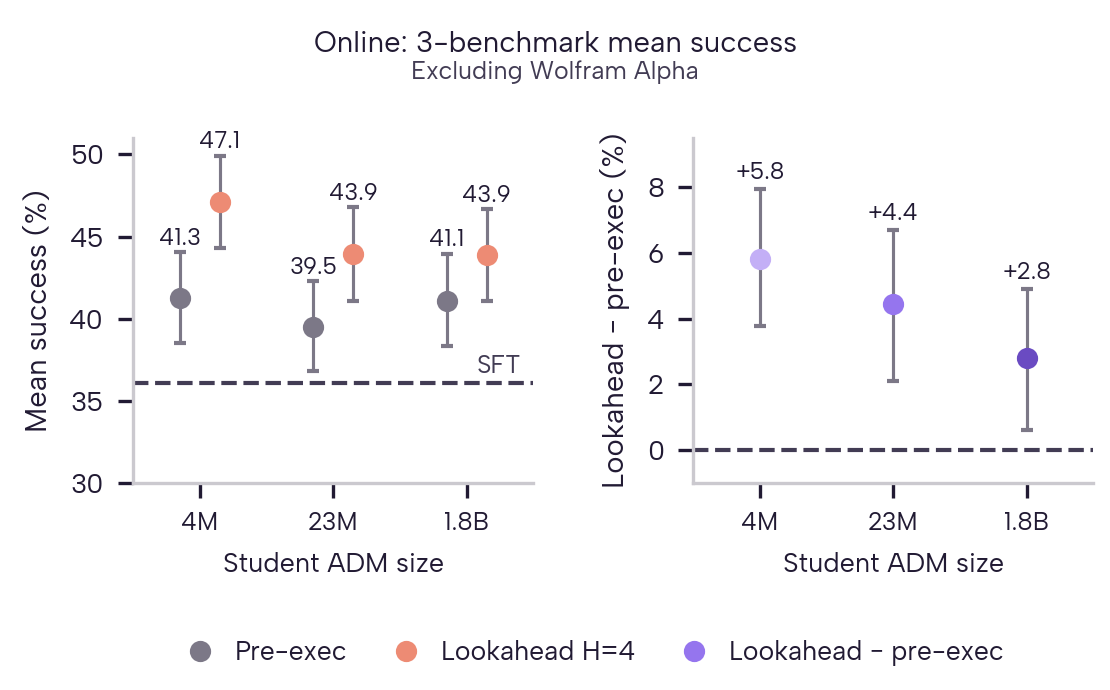 Online: 3-benchmark mean success
Excluding Wolfram Alpha
Mean success (%)
50
45
40
35
30
47.1
41.3
43.9
39.5
43.9
41.1
SFT
4M
23M
1.8B
Student ADM size
Lookahead - pre-exec (%)
8
6
4
2
0
+5.8
+4.4
+2.8
4M
23M
1.8B
Student ADM size
Pre-exec
Lookahead H=4
Lookahead - pre-exec